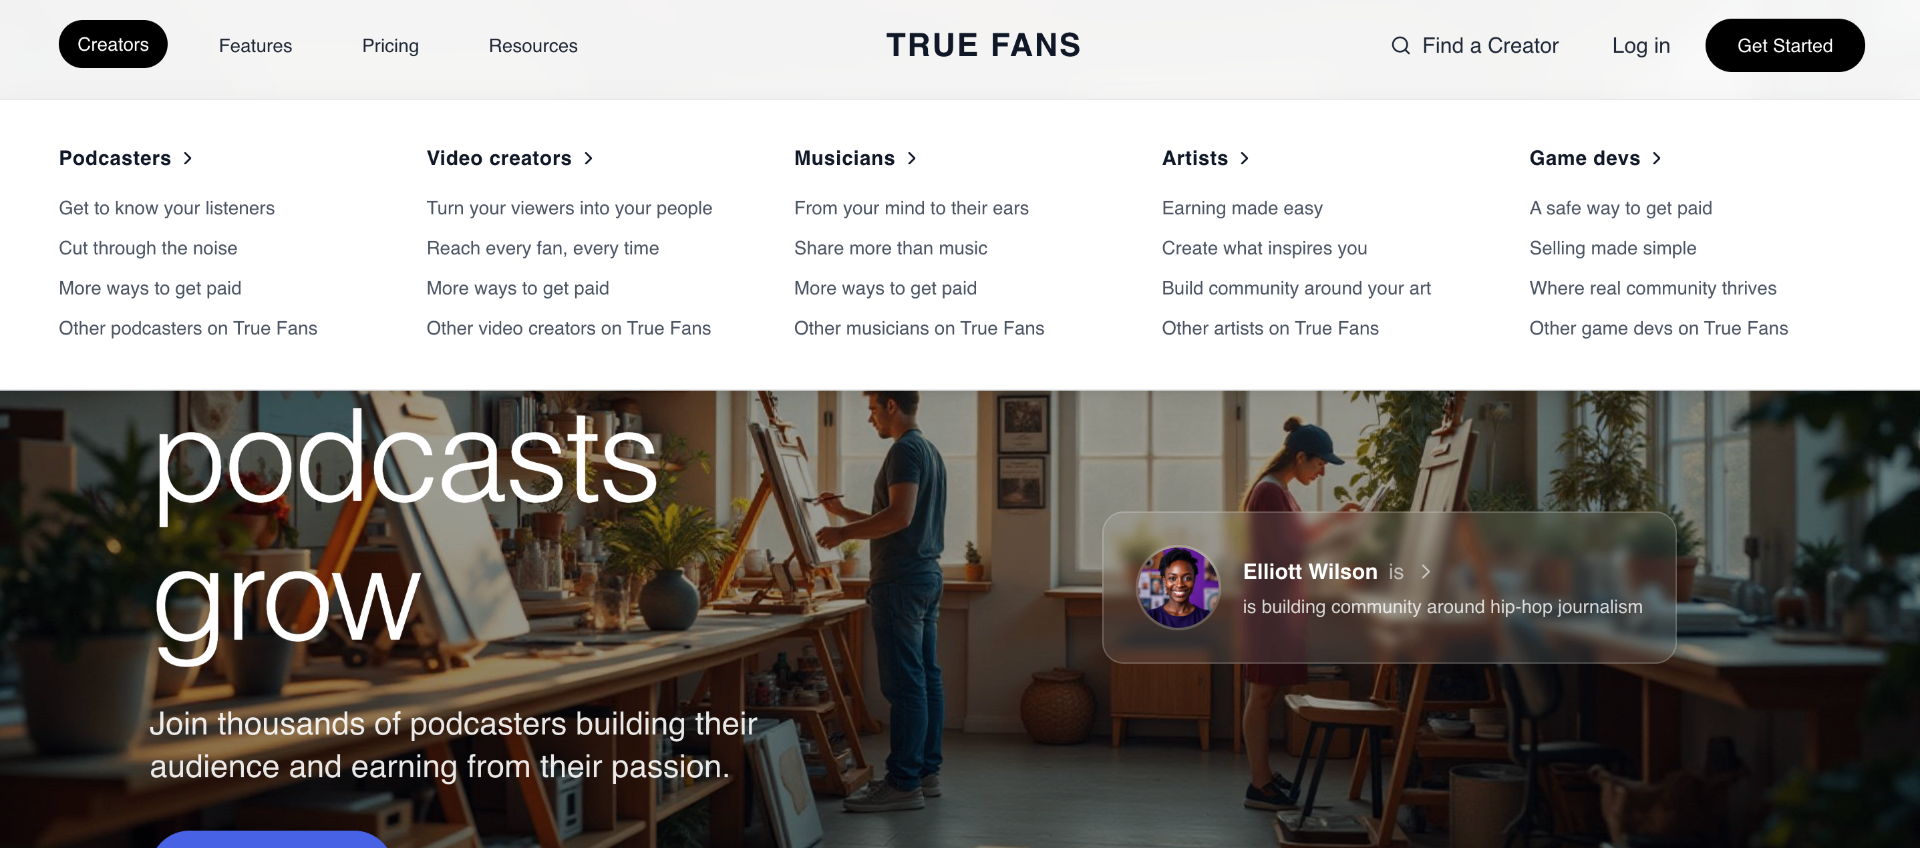 Creators
Features
Pricing
Resources
TRUE FANS
Find a Creator
Log in
Get Started
Podcasters
Get to know your listeners
Cut through the noise
More ways to get paid
Other podcasters on True Fans
Video creators
Turn your viewers into your people
Reach every fan, every time
More ways to get paid
Other video creators on True Fans
Musicians
From your mind to their ears
Share more than music
More ways to get paid
Other musicians on True Fans
Artists
Earning made easy
Create what inspires you
Build community around your art
Other artists on True Fans
Game devs
A safe way to get paid
Selling made simple
Where real community thrives
Other game devs on True Fans
podcasts
grow
Join thousands of podcasters building their
audience and earning from their passion.
Elliott Wilson is
is building community around hip-hop journalism